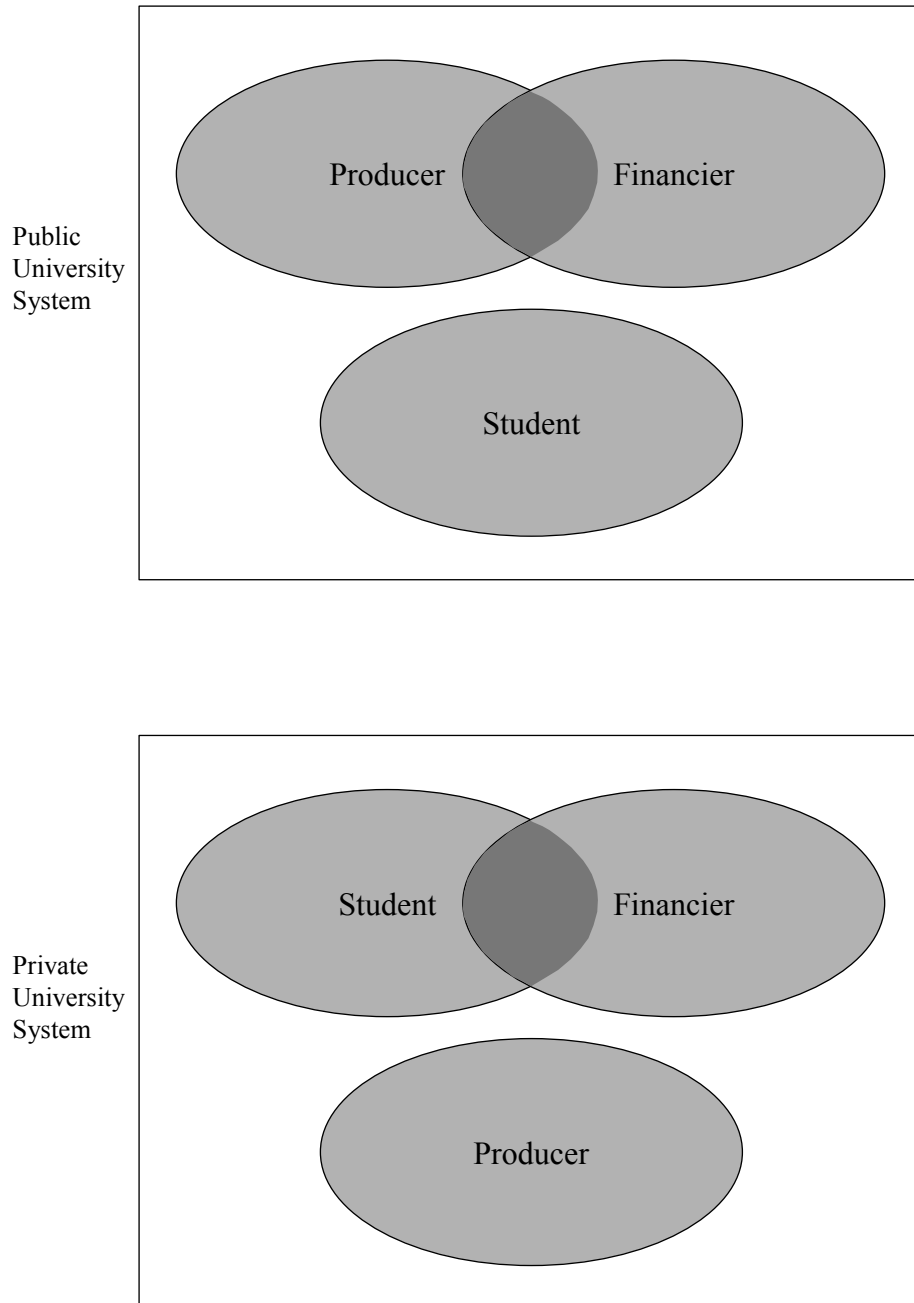 Producer
Financier
Public
University
System
Student
Student
Financier
Private
University
System
Producer